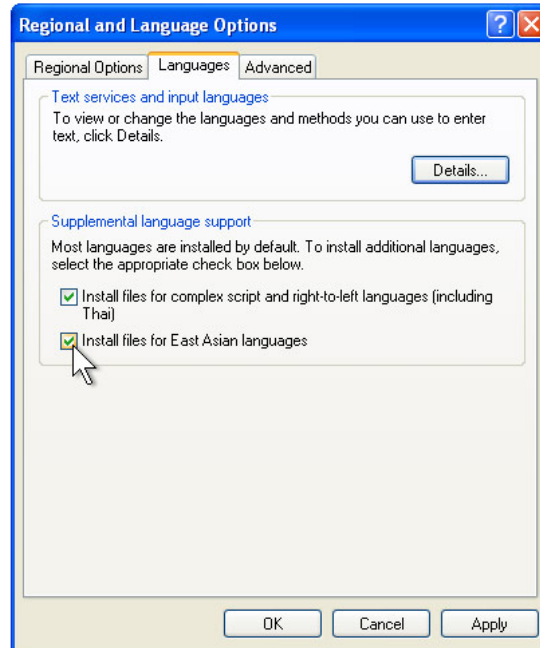 Regional and Language Options
Regional Options Languages Advanced
Text services and input languages
To view or change the languages and methods you can use to enter
text, click Details.
Details...
Supplemental language support
Most languages are installed by default. To install additional languages,
select the appropriate check box below.
Install files for complex script and right-to-left languages (including
Thai)
Install files for East Asian languages
OK Cancel Apply